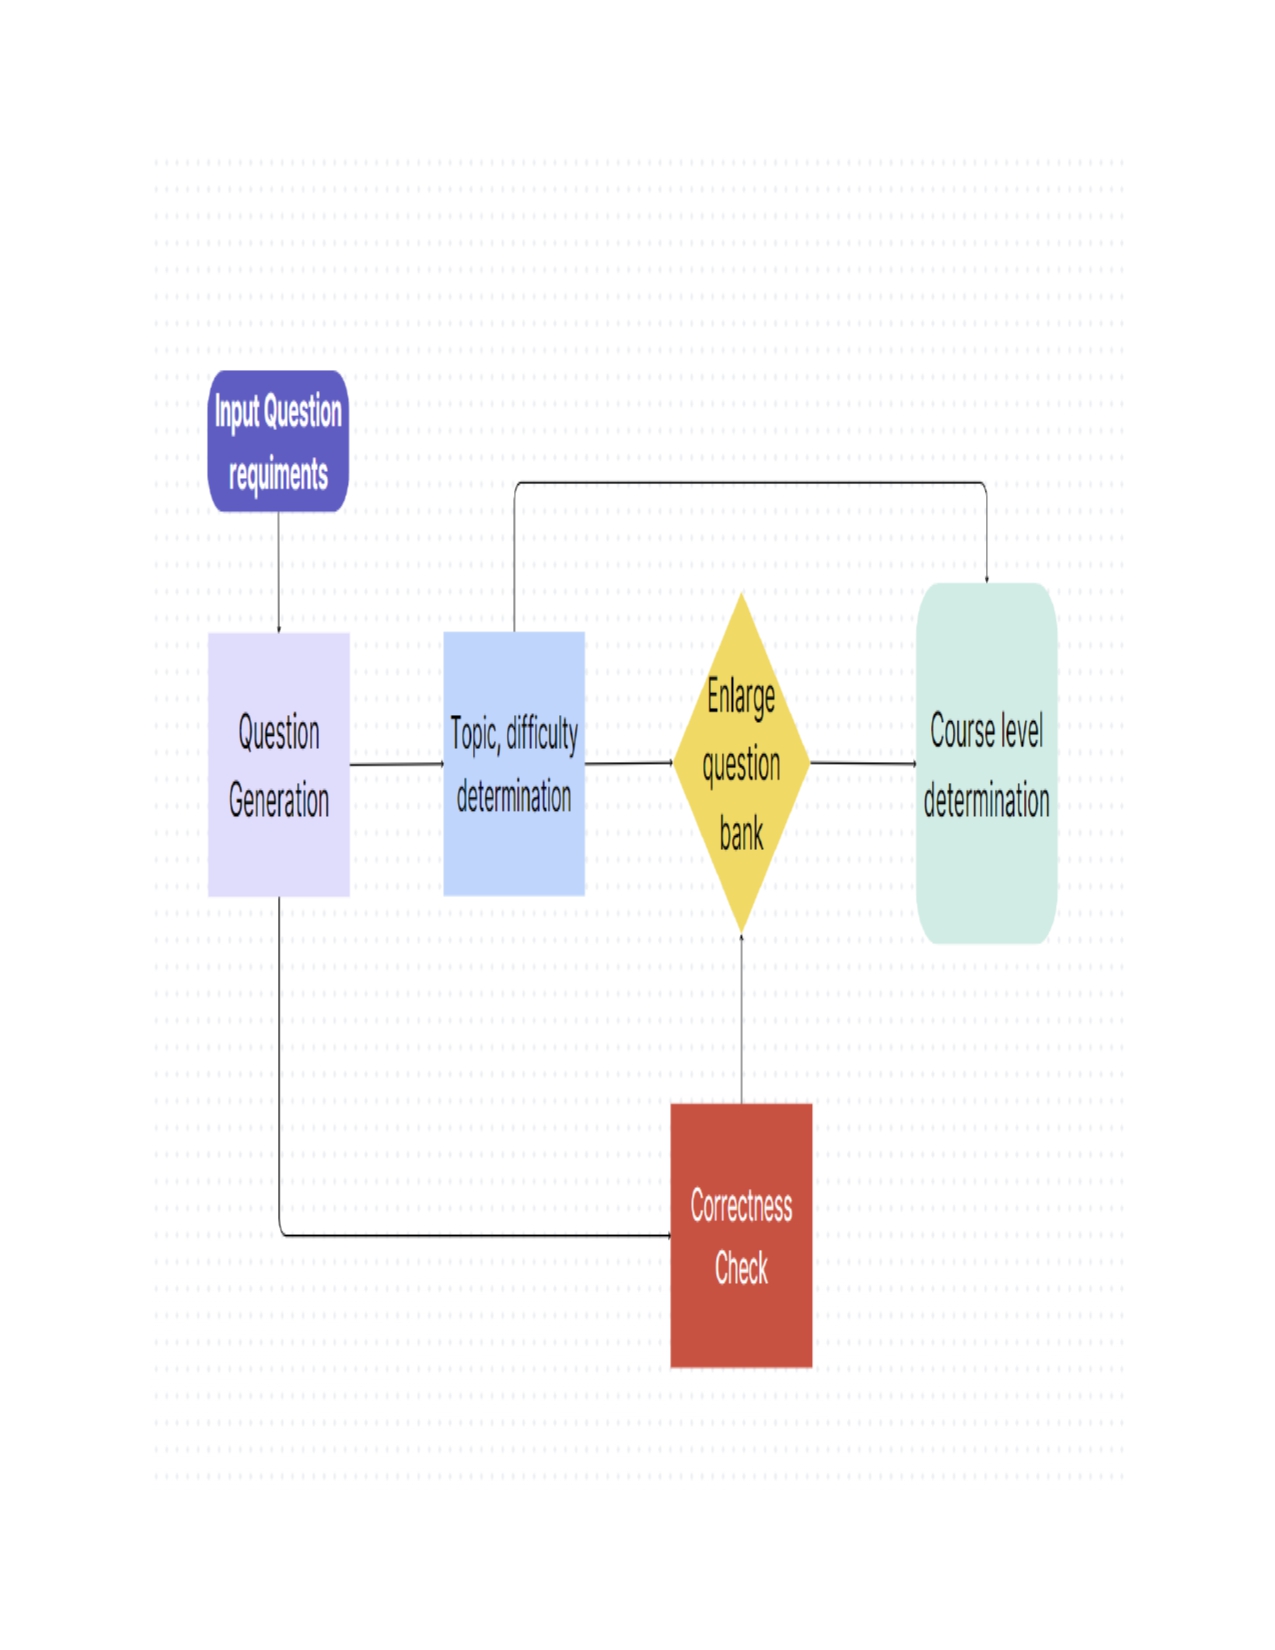 Input Question
requiments
Question
Generation
Topic, difficulty
determination
Enlarge
question
bank
Course level
determination
Correctness
Check